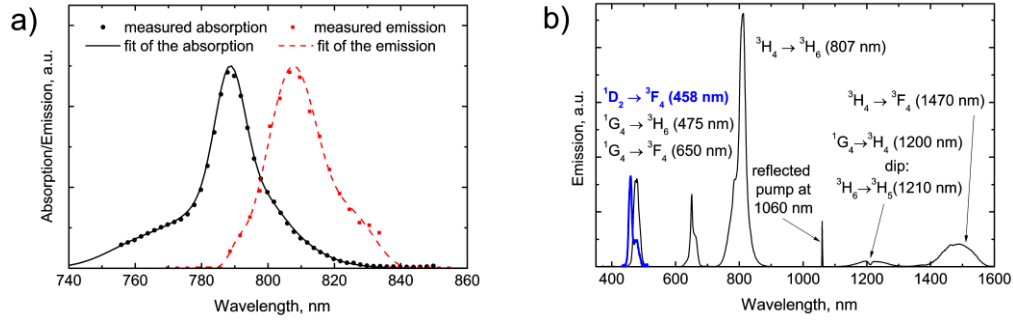 a)
measured absorption
measured emission
fit of the absorption
fit of the emission
Absorption/Emission, a.u.
740 760 780 800 820 840 860
Wavelength, nm
b)
³H₄ → ³H₆ (807 nm)
¹D₂ → ³F₄ (458 nm)
¹G₄ → ³H₆ (475 nm)
¹G₄ → ³F₄ (650 nm)
³H₄ → ³F₄ (1470 nm)
¹G₄→³H₄ (1200 nm)
dip:
³H₆→³H₅(1210 nm)
reflected
pump at
1060 nm
Emission, a.u.
400 600 800 1000 1200 1400 1600
Wavelength, nm